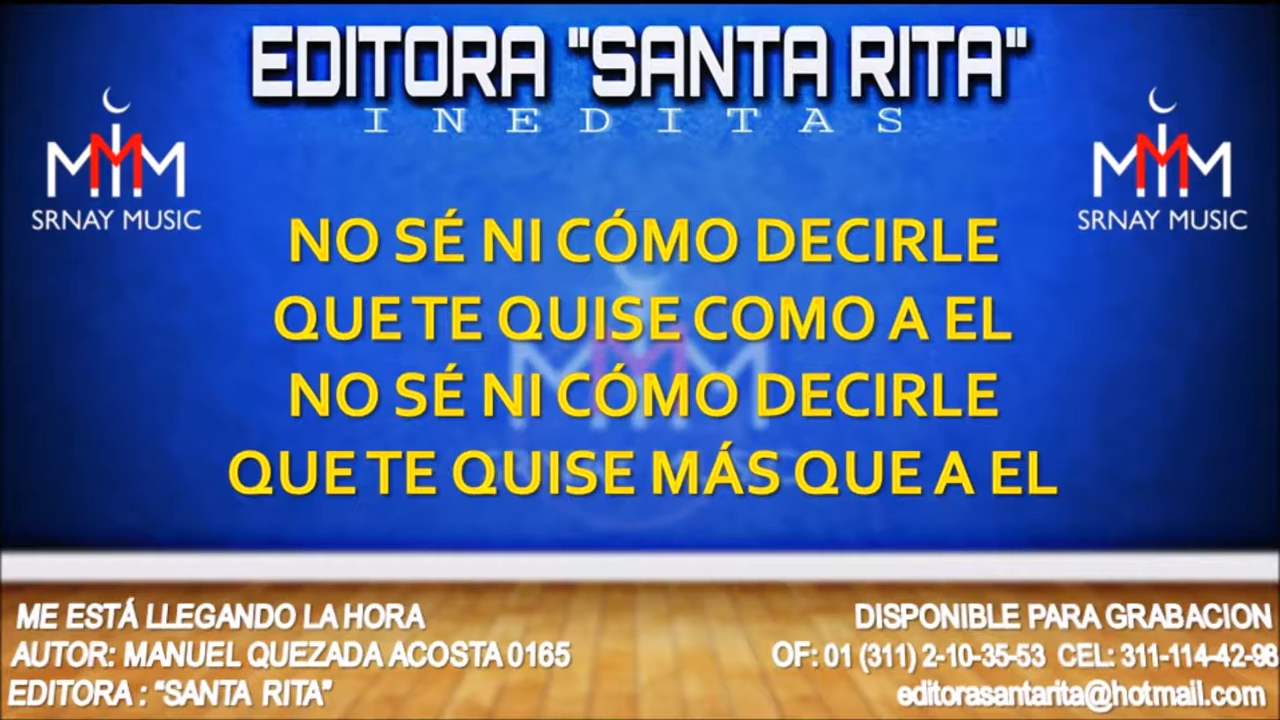 EDITORA "SANTA RITA"
INEDITAS
SRNAY MUSIC
SRNAY MUSIC
NO SÉ NI CÓMO DECIRLE
QUE TE QUISE COMO A EL
NO SÉ NI CÓMO DECIRLE
QUE TE QUISE MÁS QUE A EL
ME ESTÁ LLEGANDO LA HORA
AUTOR: MANUEL QUEZADA ACOSTA 0165
EDITORA : "SANTA RITA"
DISPONIBLE PARA GRABACION
OF: 01 (311) 2-10-35-53 CEL: 311-114-42-98
editorasantarita@hotmail.com